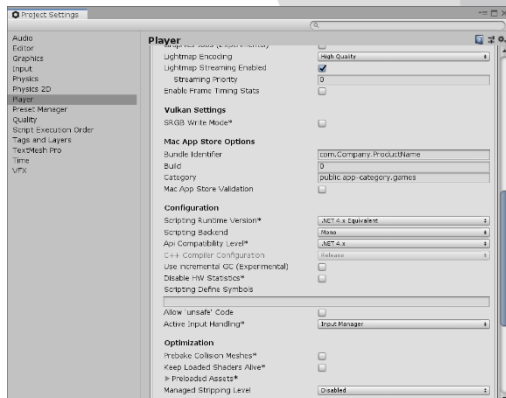 Project Settings
Audio
Editor
Graphics
Input
Physics
Physics 2D
Player
Preset Manager
Quality
Script Execution Order
Tags and Layers
TextMesh Pro
Time
VFX
Player
Lightmap Encoding High Quality
Lightmap Streaming Enabled
Streaming Priority 0
Enable Frame Timing Stats
Vulkan Settings
SRGB Write Mode*
Mac App Store Options
Bundle Identifier com.Company.ProductName
Build 0
Category public.app-category.games
Mac App Store Validation
Configuration
Scripting Runtime Version* .NET 4.x Equivalent
Scripting Backend Mono
Api Compatibility Level* .NET 4.x
C++ Compiler Configuration Release
Use incremental GC (Experimental)
Disable HW Statistics*
Scripting Define Symbols
Allow 'unsafe' Code
Active Input Handling* Input Manager
Optimization
Prebake Collision Meshes*
Keep Loaded Shaders Alive*
Preloaded Assets*
Managed Stripping Level Disabled